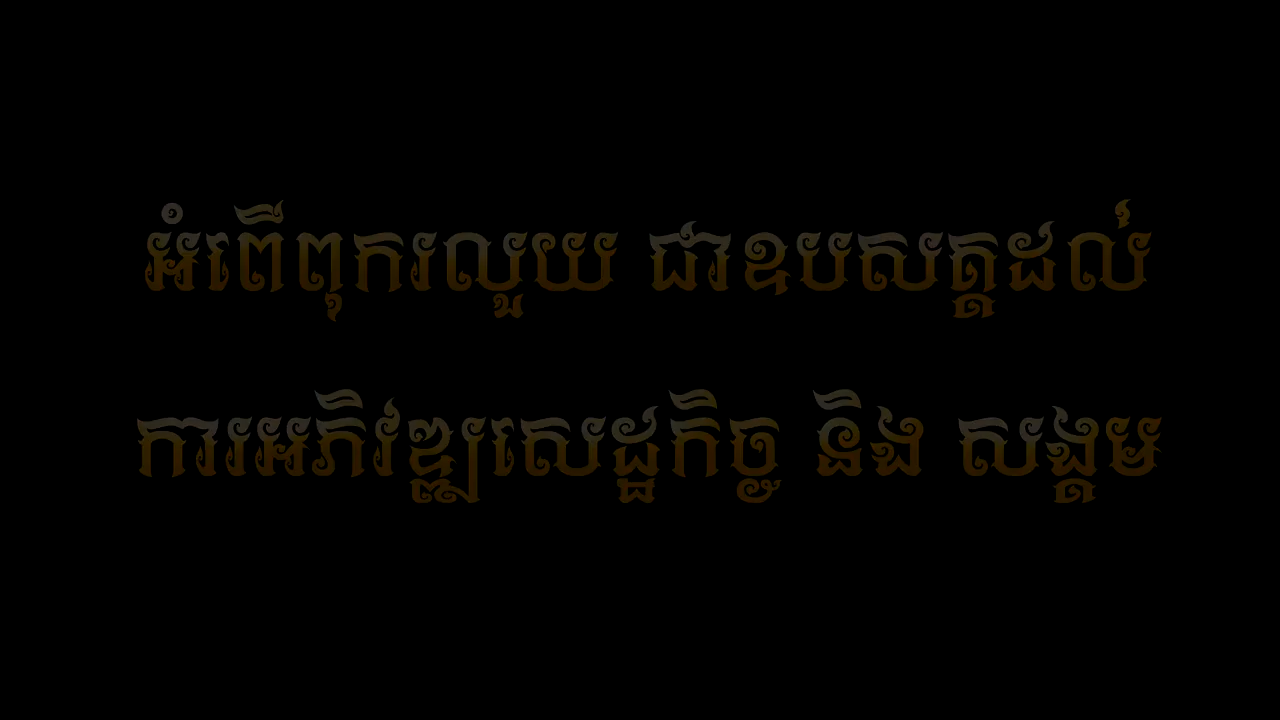 អំពើពុករលួយ ជាឧបសគ្គដល់
ការអភិវឌ្ឍសេដ្ឋកិច្ច និង សង្គម